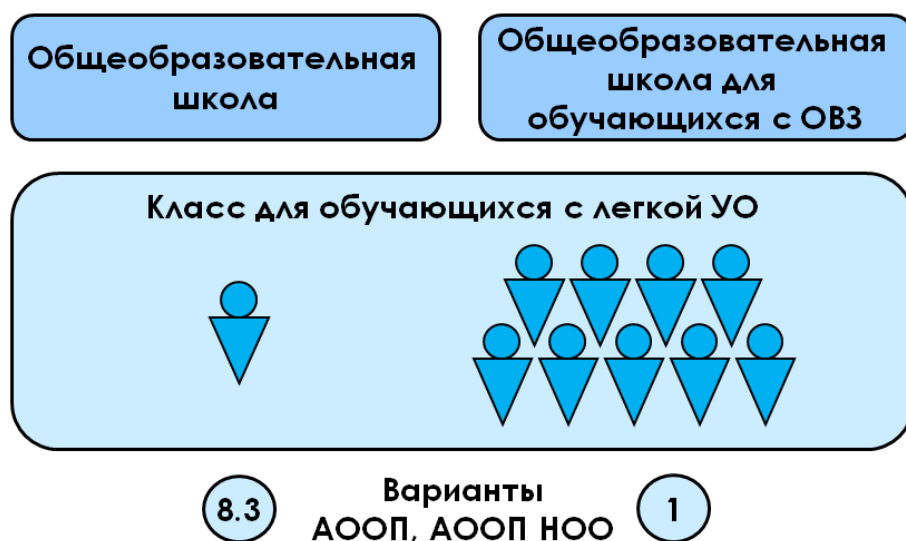 Общеобразовательная
школа
Общеобразовательная
школа для
обучающихся с ОВЗ
Класс для обучающихся с легкой УО
8.3
Варианты
АООП, АООП НОО
1